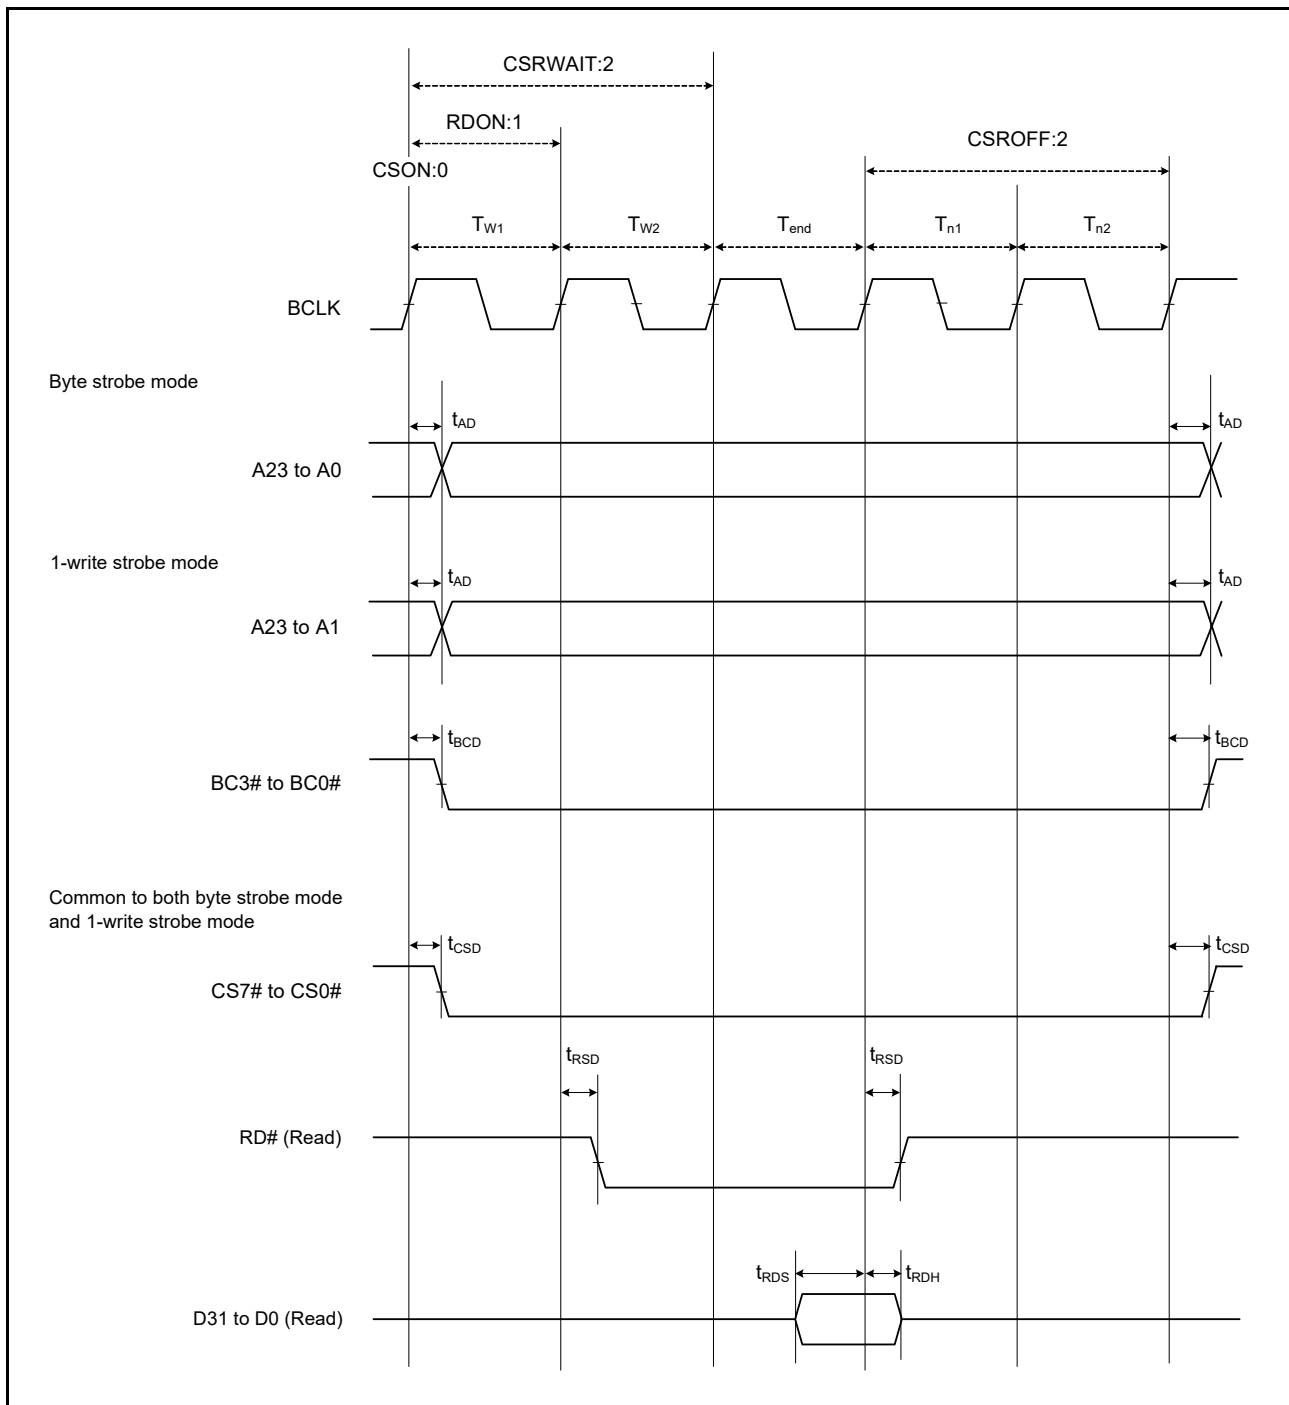 CSRWAIT:2
RDON:1
CSROFF:2
CSON:0
TW1
TW2
Tend
Tn1
Tn2
BCLK
Byte strobe mode
tAD
tAD
A23 to A0
1-write strobe mode
tAD
tAD
A23 to A1
tBCD
tBCD
BC3# to BC0#
Common to both byte strobe mode
and 1-write strobe mode
tCSD
tCSD
CS7# to CS0#
tRSD
tRSD
RD# (Read)
tRDS
tRDH
D31 to D0 (Read)